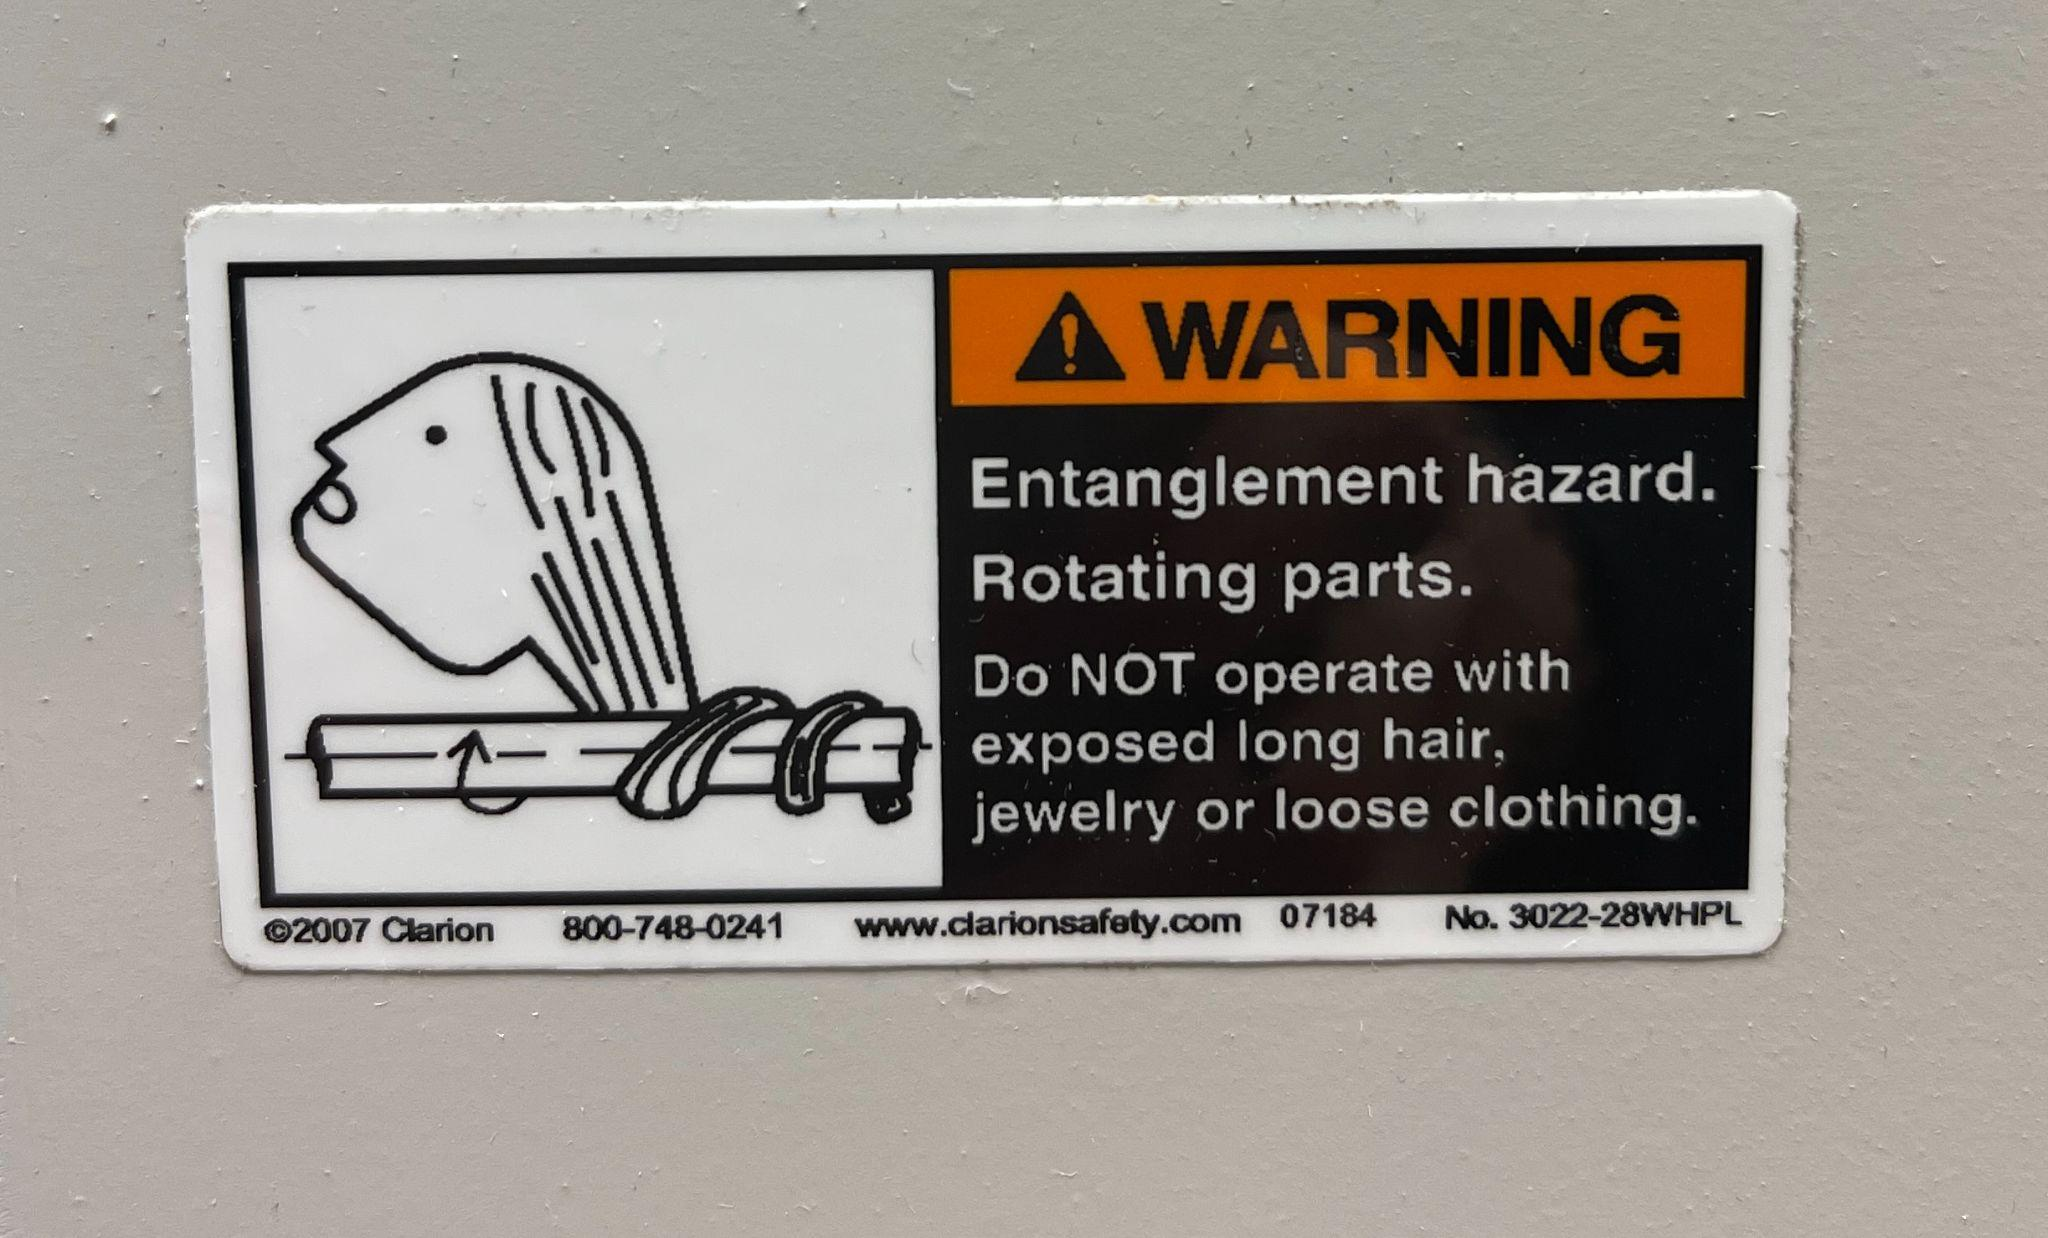 WARNING
Entanglement hazard.
Rotating parts.
Do NOT operate with
exposed long hair,
jewelry or loose clothing.
©2007 Clarion 800-748-0241 www.clarionsafety.com 07184 No. 3022-28WHPL